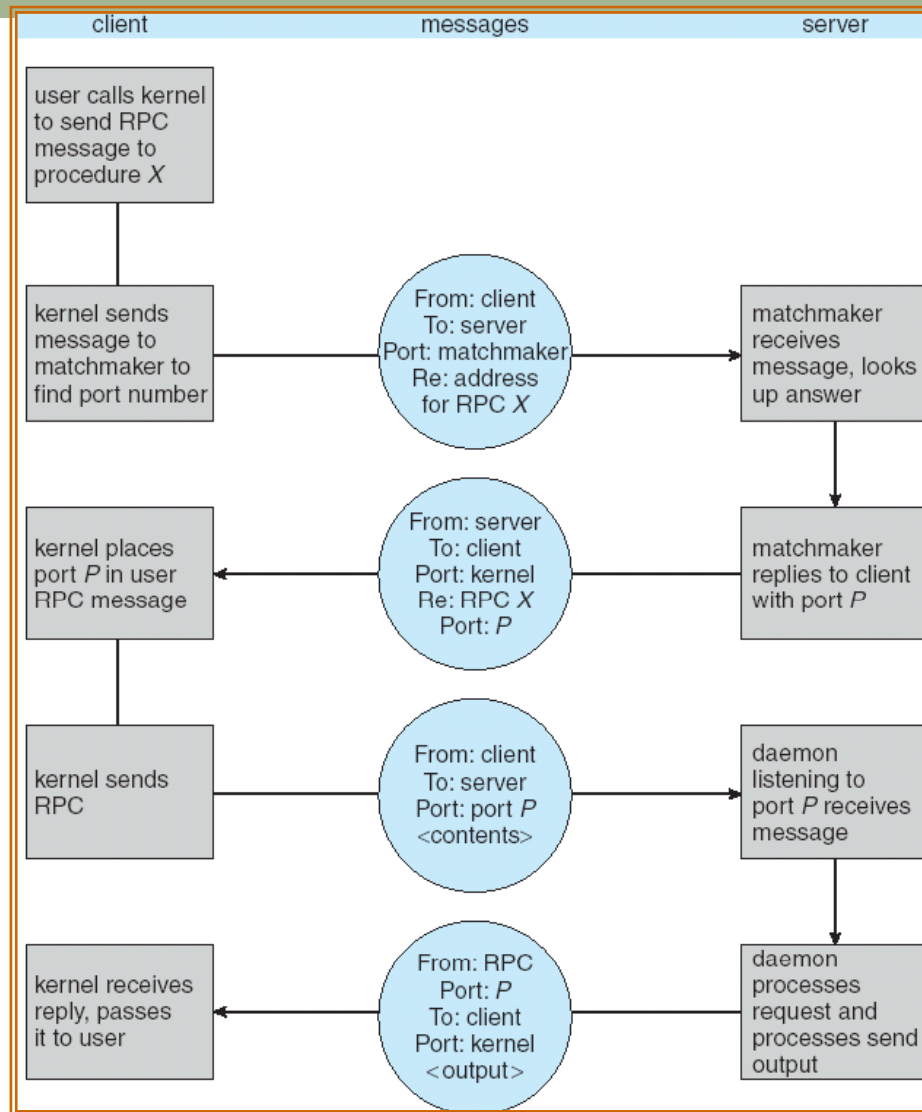 client
messages
server
user calls kernel
to send RPC
message to
procedure X
kernel sends
message to
matchmaker to
find port number
From: client
To: server
Port: matchmaker
Re: address
for RPC X
matchmaker
receives
message, looks
up answer
kernel places
port P in user
RPC message
From: server
To: client
Port: kernel
Re: RPC X
Port: P
matchmaker
replies to client
with port P
kernel sends
RPC
From: client
To: server
Port: port P
<contents>
daemon
listening to
port P receives
message
kernel receives
reply, passes
it to user
From: RPC
Port: P
To: client
Port: kernel
<output>
daemon
processes
request and
processes send
output